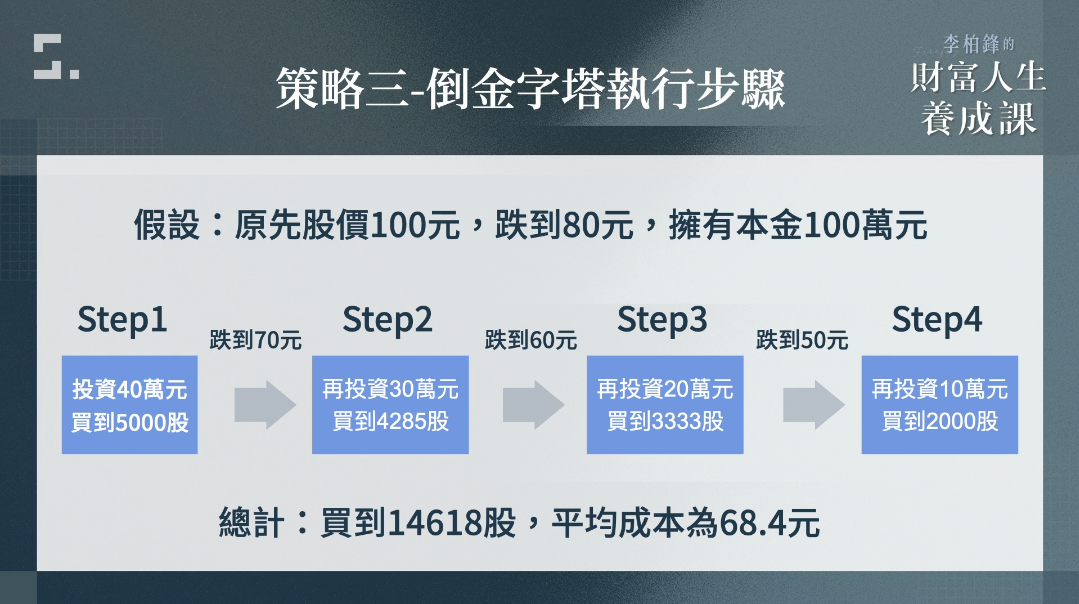 李柏鋒的
財富人生
養成課
策略三-倒金字塔執行步驟
假設：原先股價100元，跌到80元，擁有本金100萬元
Step1
投資40萬元
買到5000股
跌到70元
Step2
再投資30萬元
買到4285股
跌到60元
Step3
再投資20萬元
買到3333股
跌到50元
Step4
再投資10萬元
買到2000股
總計：買到14618股，平均成本為68.4元